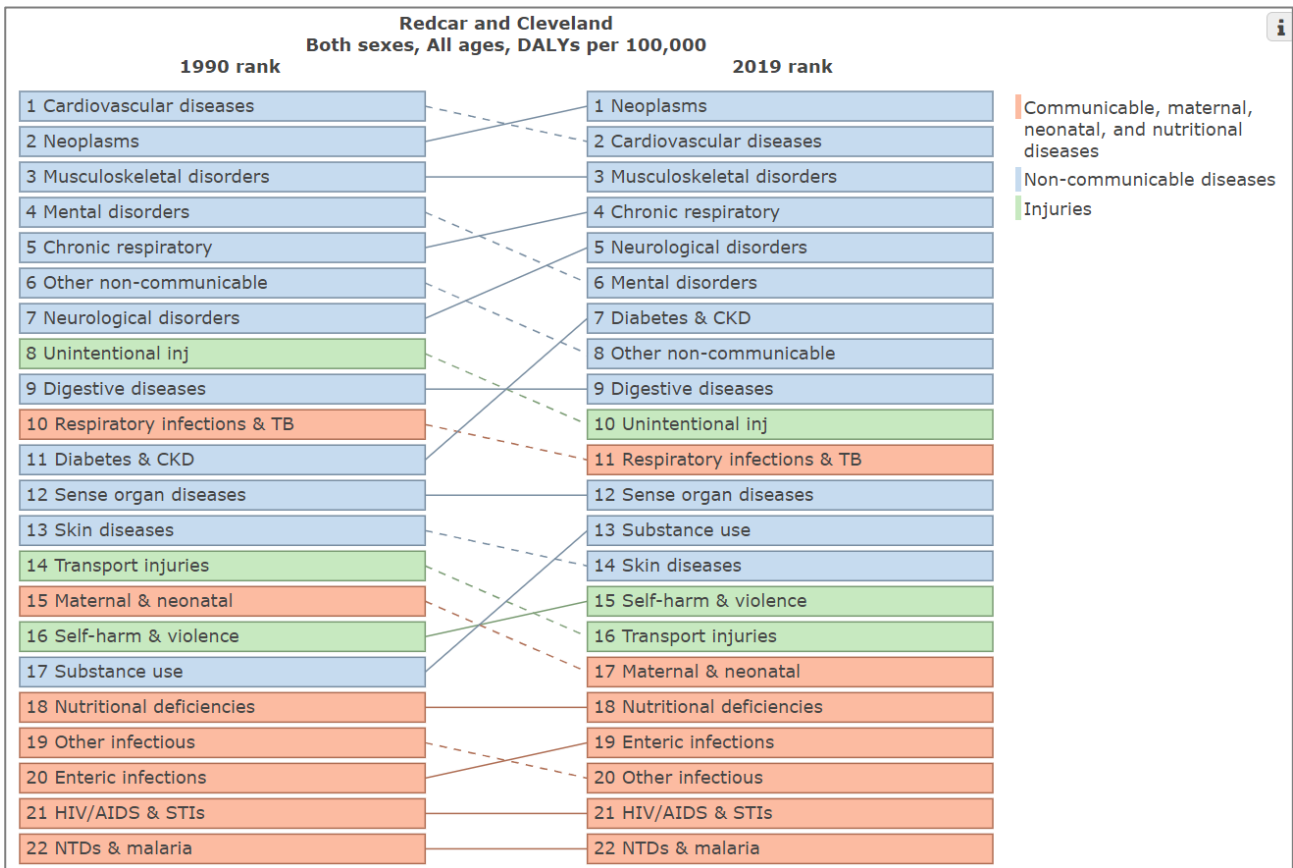 Redcar and Cleveland
Both sexes, All ages, DALYs per 100,000
i
1990 rank
2019 rank
1 Cardiovascular diseases
2 Neoplasms
3 Musculoskeletal disorders
4 Mental disorders
5 Chronic respiratory
6 Other non-communicable
7 Neurological disorders
8 Unintentional inj
9 Digestive diseases
10 Respiratory infections & TB
11 Diabetes & CKD
12 Sense organ diseases
13 Skin diseases
14 Transport injuries
15 Maternal & neonatal
16 Self-harm & violence
17 Substance use
18 Nutritional deficiencies
19 Other infectious
20 Enteric infections
21 HIV/AIDS & STIs
22 NTDs & malaria
1 Neoplasms
2 Cardiovascular diseases
3 Musculoskeletal disorders
4 Chronic respiratory
5 Neurological disorders
6 Mental disorders
7 Diabetes & CKD
8 Other non-communicable
9 Digestive diseases
10 Unintentional inj
11 Respiratory infections & TB
12 Sense organ diseases
13 Substance use
14 Skin diseases
15 Self-harm & violence
16 Transport injuries
17 Maternal & neonatal
18 Nutritional deficiencies
19 Enteric infections
20 Other infectious
21 HIV/AIDS & STIs
22 NTDs & malaria
Communicable, maternal,
neonatal, and nutritional
diseases
Non-communicable diseases
Injuries